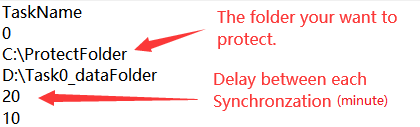 TaskName
0
C:\ProtectFolder
D:\Task0_dataFolder
20
10
The folder your want to
protect.
Delay between each
Synchronzation (minute)